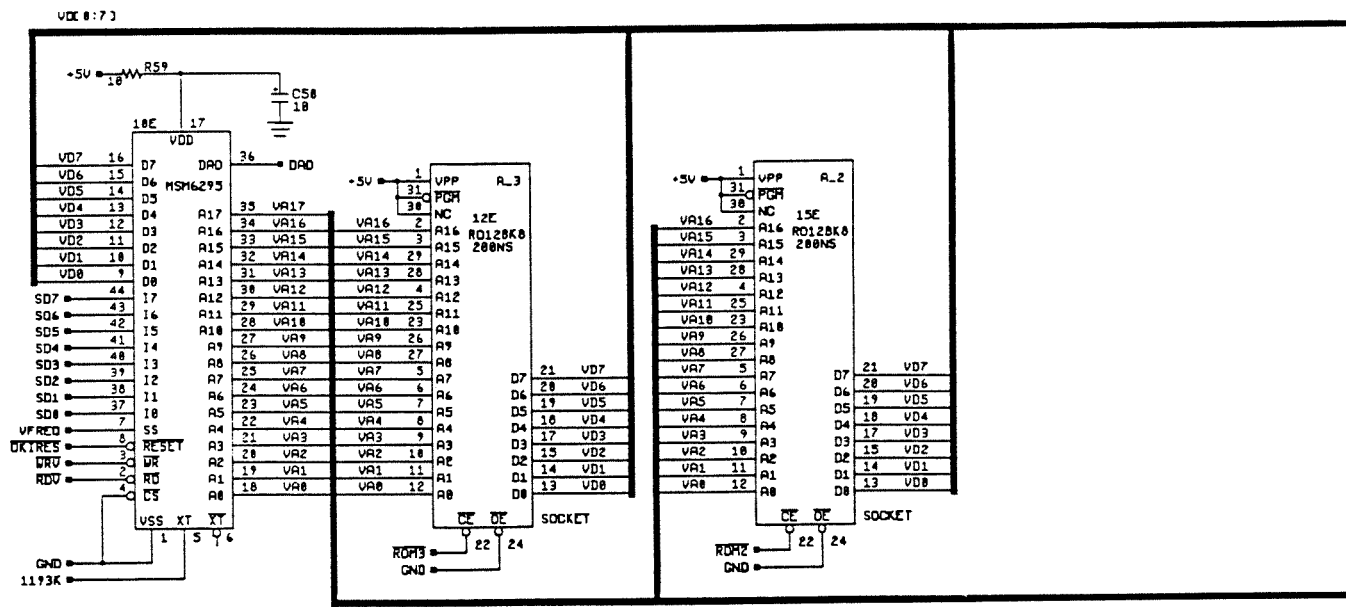 VD[0:7]
+5V
10
R59
C50
10
10E
17
VDD
MSM6295
VD7 16 D7
VD6 15 D6
VD5 14 D5
VD4 13 D4
VD3 12 D3
VD2 11 D2
VD1 10 D1
VD0 9 D0
SD7 44 I7
SQ6 43 I6
SD5 42 I5
SD4 41 I4
SD3 40 I3
SD2 39 I2
SD1 38 I1
SD0 37 I0
VFREQ 7 SS
OKIRES 8 RESET
WRV 3 WR
RDV 2 RD
4 CS
VSS XT XT
1 5 6
GND
1193K
DAO 36 DAO
A17 35 VA17
A16 34 VA16
A15 33 VA15
A14 32 VA14
A13 31 VA13
A12 30 VA12
A11 29 VA11
A10 28 VA10
A9 27 VA9
A8 26 VA8
A7 25 VA7
A6 24 VA6
A5 23 VA5
A4 22 VA4
A3 21 VA3
A2 20 VA2
A1 19 VA1
A0 18 VA0
+5V
1 VPP A_3
31 PGM
30 NC
12E
RO128K8
200NS
VA16 2 A16
VA15 3 A15
VA14 29 A14
VA13 28 A13
VA12 4 A12
VA11 25 A11
VA10 23 A10
VA9 26 A9
VA8 27 A8
VA7 5 A7
VA6 6 A6
VA5 7 A5
VA4 8 A4
VA3 9 A3
VA2 10 A2
VA1 11 A1
VA0 12 A0
D7 21 VD7
D6 20 VD6
D5 19 VD5
D4 18 VD4
D3 17 VD3
D2 15 VD2
D1 14 VD1
D0 13 VD0
CE OE
SOCKET
22 24
ROM3
GND
+5V
1 VPP A_2
31 PGM
30 NC
15E
RO128K8
200NS
VA16 2 A16
VA15 3 A15
VA14 29 A14
VA13 28 A13
VA12 4 A12
VA11 25 A11
VA10 23 A10
VA9 26 A9
VA8 27 A8
VA7 5 A7
VA6 6 A6
VA5 7 A5
VA4 8 A4
VA3 9 A3
VA2 10 A2
VA1 11 A1
VA0 12 A0
D7 21 VD7
D6 20 VD6
D5 19 VD5
D4 18 VD4
D3 17 VD3
D2 15 VD2
D1 14 VD1
D0 13 VD0
CE OE
SOCKET
22 24
ROM2
GND